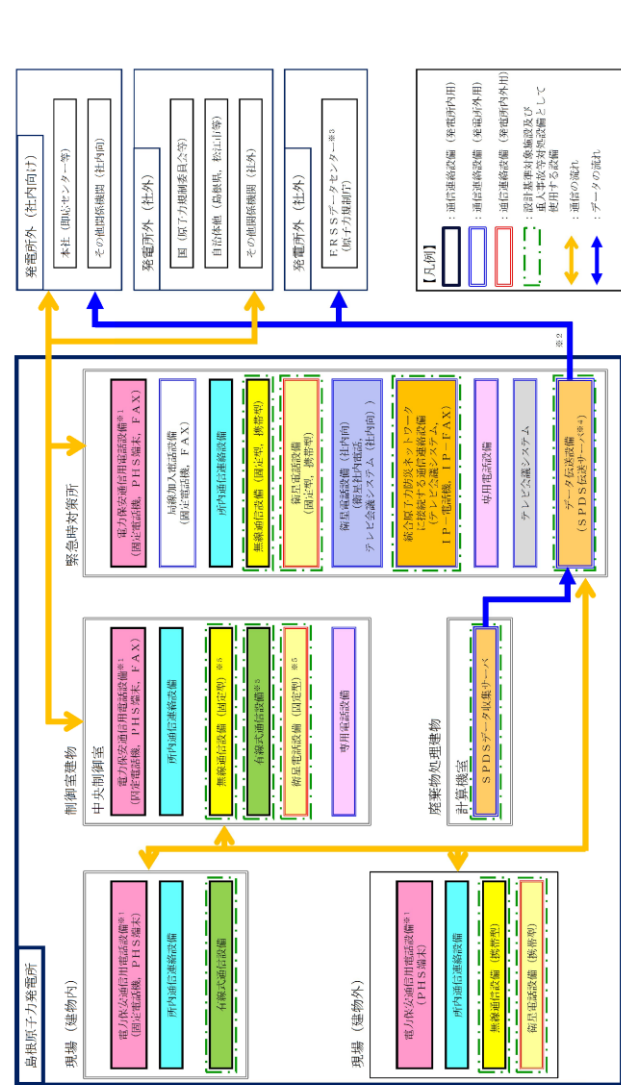 島根原子力発電所
現場（建物内）
電力保安通信用電話設備※1
（固定電話機，PHS端末）
所内通信連絡設備
有線式通信設備
現場（建物外）
電力保安通信用電話設備※1
（PHS端末）
所内通信連絡設備
無線通信設備（携帯型）
衛星電話設備（携帯型）
制御室建物
中央制御室
電力保安通信用電話設備※1
（固定電話機，PHS端末，FAX）
所内通信連絡設備
無線通信設備（固定型）※5
有線式通信設備※5
衛星電話設備（固定型）※5
専用電話設備
廃棄物処理建物
計算機室
SPDSデータ収集サーバ
緊急時対策所
電力保安通信用電話設備※1
（固定電話機，PHS端末，FAX）
局線加入電話設備
（固定電話機，FAX）
所内通信連絡設備
無線通信設備（固定型，携帯型）
衛星電話設備
（固定型，携帯型）
衛星電話設備（社内向）
（衛星社内電話，
テレビ会議システム（社内向））
統合原子力防災ネットワーク
に接続する通信連絡設備
（テレビ会議システム，
IP－電話機，IP－FAX）
専用電話設備
テレビ会議システム
データ伝送設備
（SPDS伝送サーバ※4）
※2
発電所外（社内向け）
本社（即応センター等）
その他関係機関（社内向）
発電所外（社外）
国（原子力規制委員会等）
自治体他（島根県，松江市等）
その他関係機関（社外）
発電所外（社外）
ERSSデータセンター※3
（原子力規制庁）
【凡例】
：通信連絡設備（発電所内用）
：通信連絡設備（発電所外用）
：通信連絡設備（発電所内外用）
：設計基準対象施設及び
重大事故等対処設備として
使用する設備
：通信の流れ
：データの流れ